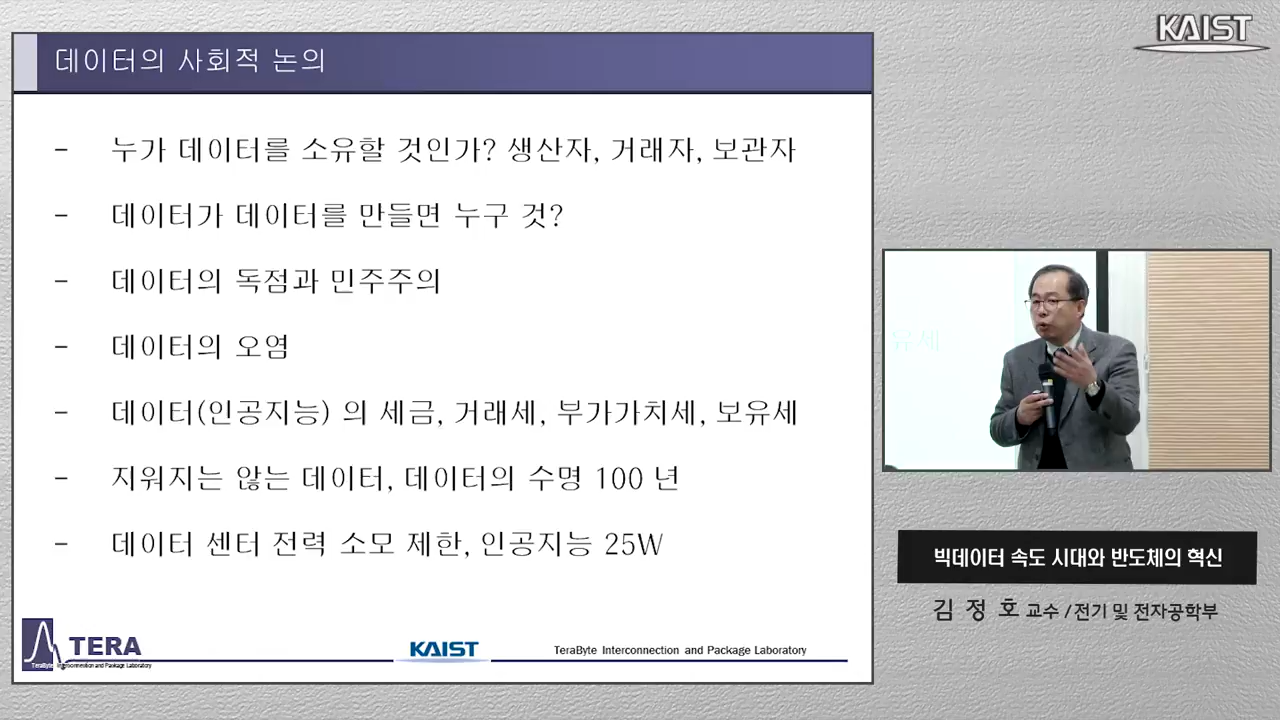 KAIST
데이터의 사회적 논의
- 누가 데이터를 소유할 것인가? 생산자, 거래자, 보관자
- 데이터가 데이터를 만들면 누구 것?
- 데이터의 독점과 민주주의
- 데이터의 오염
- 데이터(인공지능) 의 세금, 거래세, 부가가치세, 보유세
- 지워지는 않는 데이터, 데이터의 수명 100 년
- 데이터 센터 전력 소모 제한, 인공지능 25W
TERA
TeraByte Interconnection and Package Laboratory
KAIST
TeraByte Interconnection and Package Laboratory
유세
빅데이터 속도 시대와 반도체의 혁신
김 정 호 교수 / 전기 및 전자공학부